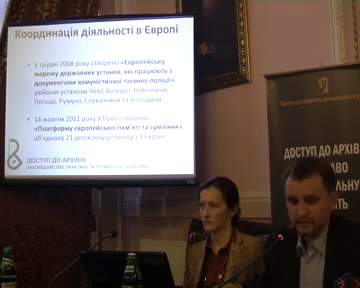 Координація діяльності в Європі
У грудні 2008 року створено «Європейську
мережу державних установ, які працюють з
документами комуністичної таємної поліції»,
увійшли установи Чехії, Болгарії, Німеччини,
Польщі, Румунії, Словаччини та Угорщини.
14 жовтня 2011 року в Празі створено
«Платформу європейської пам'яті та сумління»,
об'єднала 21 державну установу з 13 країн
ДОСТУП ДО АРХІВІВ
ДОСТУП ДО АРХІВІВ